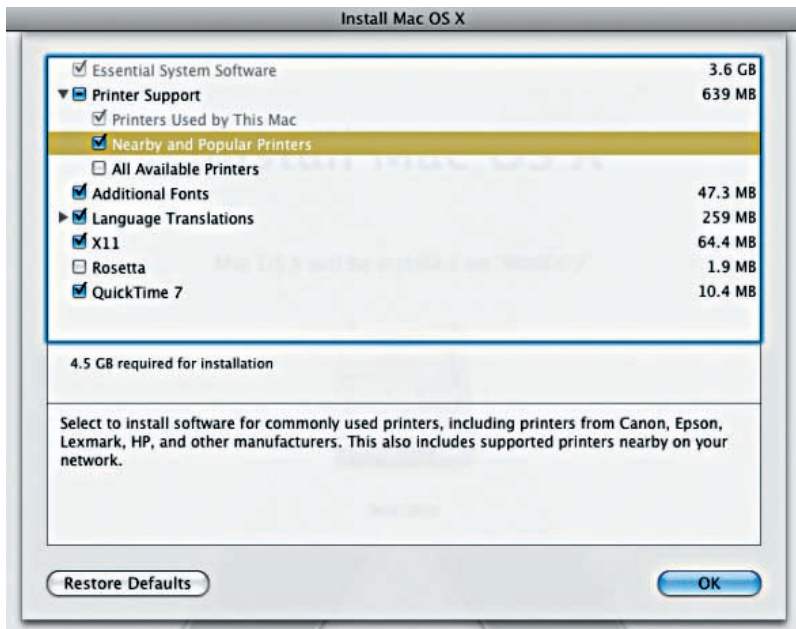 Install Mac OS X
Essential System Software 3.6 GB
Printer Support 639 MB
Printers Used by This Mac
Nearby and Popular Printers
All Available Printers
Additional Fonts 47.3 MB
Language Translations 259 MB
X11 64.4 MB
Rosetta 1.9 MB
QuickTime 7 10.4 MB
4.5 GB required for installation
Select to install software for commonly used printers, including printers from Canon, Epson,
Lexmark, HP, and other manufacturers. This also includes supported printers nearby on your
network.
Restore Defaults OK